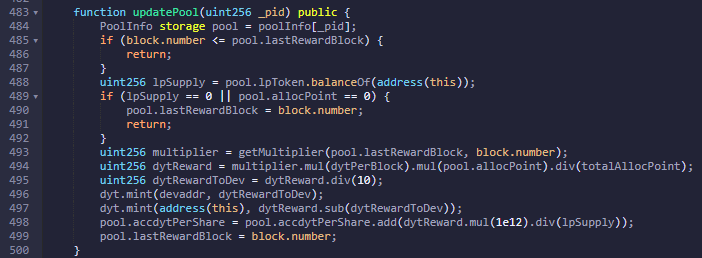 483 function updatePool(uint256 _pid) public {
484 PoolInfo storage pool = poolInfo[_pid];
485 if (block.number <= pool.lastRewardBlock) {
486 return;
487 }
488 uint256 lpSupply = pool.lpToken.balanceOf(address(this));
489 if (lpSupply == 0 || pool.allocPoint == 0) {
490 pool.lastRewardBlock = block.number;
491 return;
492 }
493 uint256 multiplier = getMultiplier(pool.lastRewardBlock, block.number);
494 uint256 dytReward = multiplier.mul(dytPerBlock).mul(pool.allocPoint).div(totalAllocPoint);
495 uint256 dytRewardToDev = dytReward.div(10);
496 dyt.mint(devaddr, dytRewardToDev);
497 dyt.mint(address(this), dytReward.sub(dytRewardToDev));
498 pool.accdytPerShare = pool.accdytPerShare.add(dytReward.mul(1e12).div(lpSupply));
499 pool.lastRewardBlock = block.number;
500 }